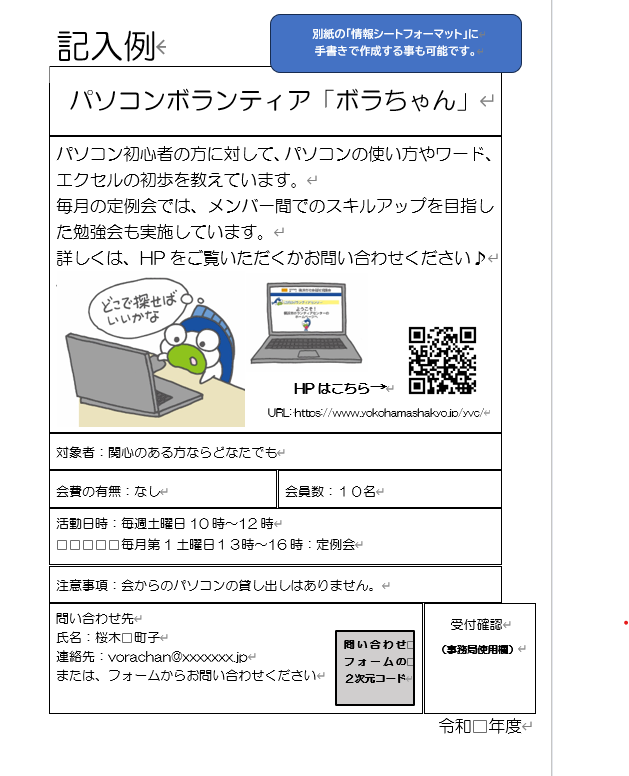 別紙の「情報シートフォーマット」に
手書きで作成する事も可能です。
記入例
パソコンボランティア「ボラちゃん」
パソコン初心者の方に対して、パソコンの使い方やワード、
エクセルの初歩を教えています。
毎月の定例会では、メンバー間でのスキルアップを目指し
た勉強会も実施しています。
詳しくは、HPをご覧いただくかお問い合わせください♪
どこで探せば
いいかな
ようこそ！
HPはこちら→
URL:https://www.yokohamashakyo.jp/yvc/
対象者：関心のある方ならどなたでも
会費の有無：なし
会員数：１０名
活動日時：毎週土曜日10時～12時
□□□□□毎月第1土曜日１３時～16時：定例会
注意事項：会からのパソコンの貸し出しはありません。
問い合わせ先
氏名：桜木□町子
連絡先：vorachan@xxxxxxx.jp
または、フォームからお問い合わせください
問い合わせ□
フォームの□
２次元コード
受付確認
（事務局使用欄）
令和□年度